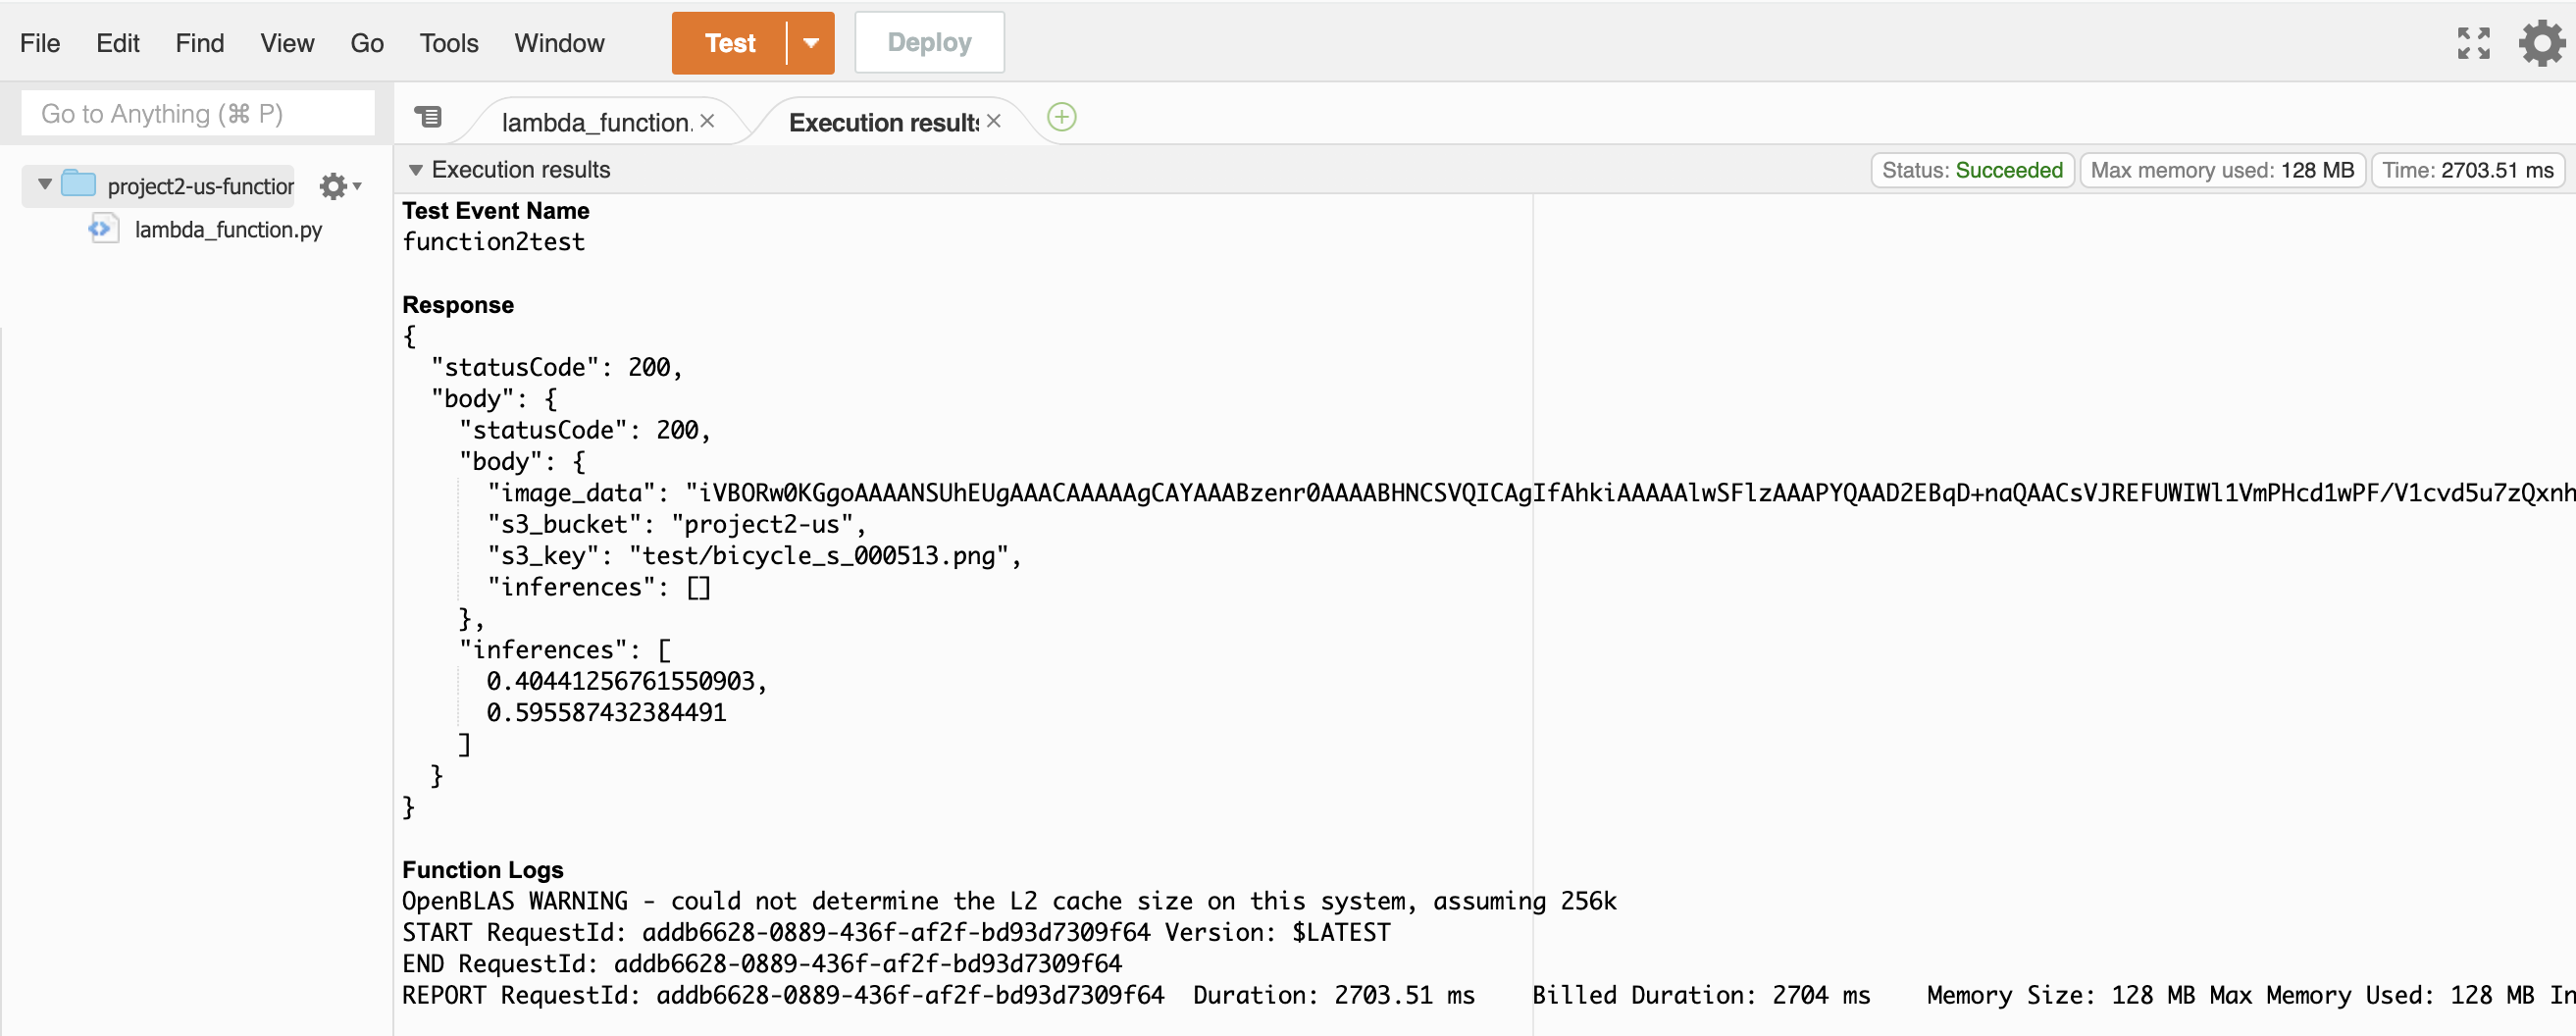 File Edit Find View Go Tools Window Test Deploy
Go to Anything (⌘ P)
lambda_function. Execution results
Execution results Status: Succeeded Max memory used: 128 MB Time: 2703.51 ms
project2-us-function
lambda_function.py
Test Event Name
function2test
Response
{
"statusCode": 200,
"body": {
"statusCode": 200,
"body": {
"image_data": "iVBORw0KGgoAAAANSUhEUgAAACAAAAAgCAYAAABzenr0AAAABHNCSVQICAgIfAhkiAAAAAlwSFlzAAAPYQAAD2EBqD+naQAACsVJREFUWIWl1VmPHcd1wPF/V1cvd5u7zQxnh
"s3_bucket": "project2-us",
"s3_key": "test/bicycle_s_000513.png",
"inferences": []
},
"inferences": [
0.40441256761550903,
0.595587432384491
]
}
}
Function Logs
OpenBLAS WARNING - could not determine the L2 cache size on this system, assuming 256k
START RequestId: addb6628-0889-436f-af2f-bd93d7309f64 Version: $LATEST
END RequestId: addb6628-0889-436f-af2f-bd93d7309f64
REPORT RequestId: addb6628-0889-436f-af2f-bd93d7309f64 Duration: 2703.51 ms Billed Duration: 2704 ms Memory Size: 128 MB Max Memory Used: 128 MB In